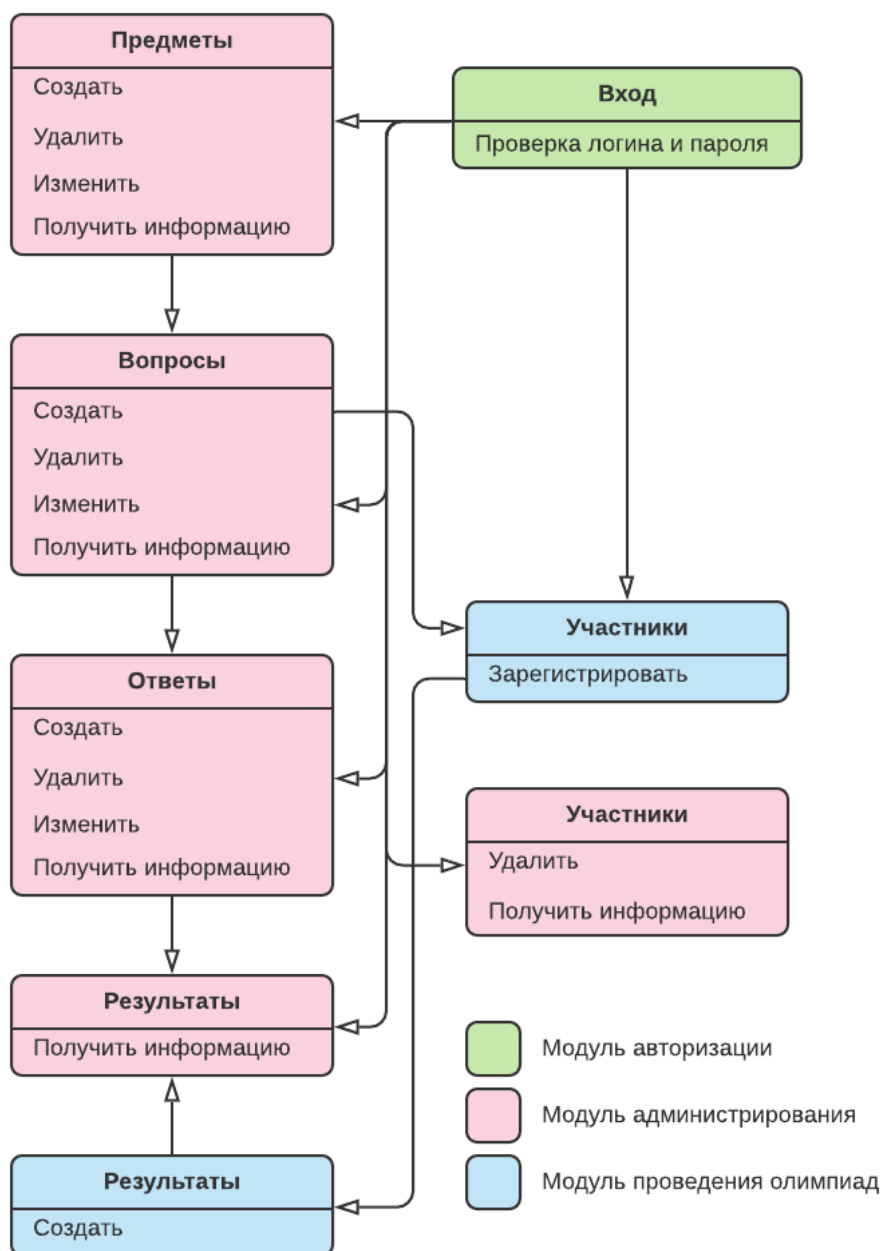 Предметы
Создать
Удалить
Изменить
Получить информацию
Вход
Проверка логина и пароля
Вопросы
Создать
Удалить
Изменить
Получить информацию
Участники
Зарегистрировать
Ответы
Создать
Удалить
Изменить
Получить информацию
Участники
Удалить
Получить информацию
Результаты
Получить информацию
Результаты
Создать
Модуль авторизации
Модуль администрирования
Модуль проведения олимпиад